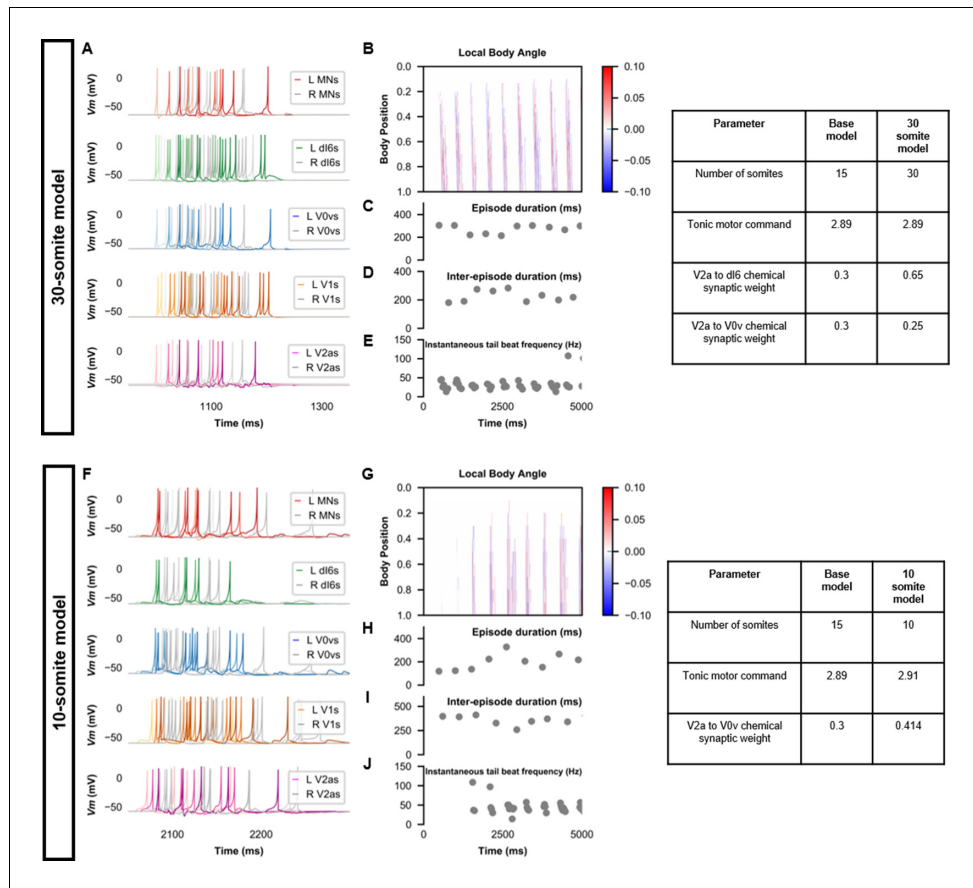 30-somite model
A
Vm (mV)
0
−50
L MNs
R MNs
Vm (mV)
0
−50
L dI6s
R dI6s
Vm (mV)
0
−50
L V0vs
R V0vs
Vm (mV)
0
−50
L V1s
R V1s
Vm (mV)
0
−50
L V2as
R V2as
1100
1300
Time (ms)
B
Local Body Angle
Body Position
0.0
0.2
0.4
0.6
0.8
1.0
0.10
0.05
0.00
−0.05
−0.10
C
Episode duration (ms)
400
200
0
D
Inter-episode duration (ms)
400
200
0
E
Instantaneous tail beat frequency (Hz)
150
100
50
0
0
2500
5000
Time (ms)
Parameter
Base model
30 somite model
Number of somites
15
30
Tonic motor command
2.89
2.89
V2a to dI6 chemical synaptic weight
0.3
0.65
V2a to V0v chemical synaptic weight
0.3
0.25
10-somite model
F
Vm (mV)
0
−50
L MNs
R MNs
Vm (mV)
0
−50
L dI6s
R dI6s
Vm (mV)
0
−50
L V0vs
R V0vs
Vm (mV)
0
−50
L V1s
R V1s
Vm (mV)
0
−50
L V2as
R V2as
2100
2200
Time (ms)
G
Local Body Angle
Body Position
0.0
0.2
0.4
0.6
0.8
1.0
0.10
0.05
0.00
−0.05
−0.10
H
Episode duration (ms)
400
200
0
I
Inter-episode duration (ms)
500
250
0
J
Instantaneous tail beat frequency (Hz)
150
100
50
0
0
2500
5000
Time (ms)
Parameter
Base model
10 somite model
Number of somites
15
10
Tonic motor command
2.89
2.91
V2a to V0v chemical synaptic weight
0.3
0.414